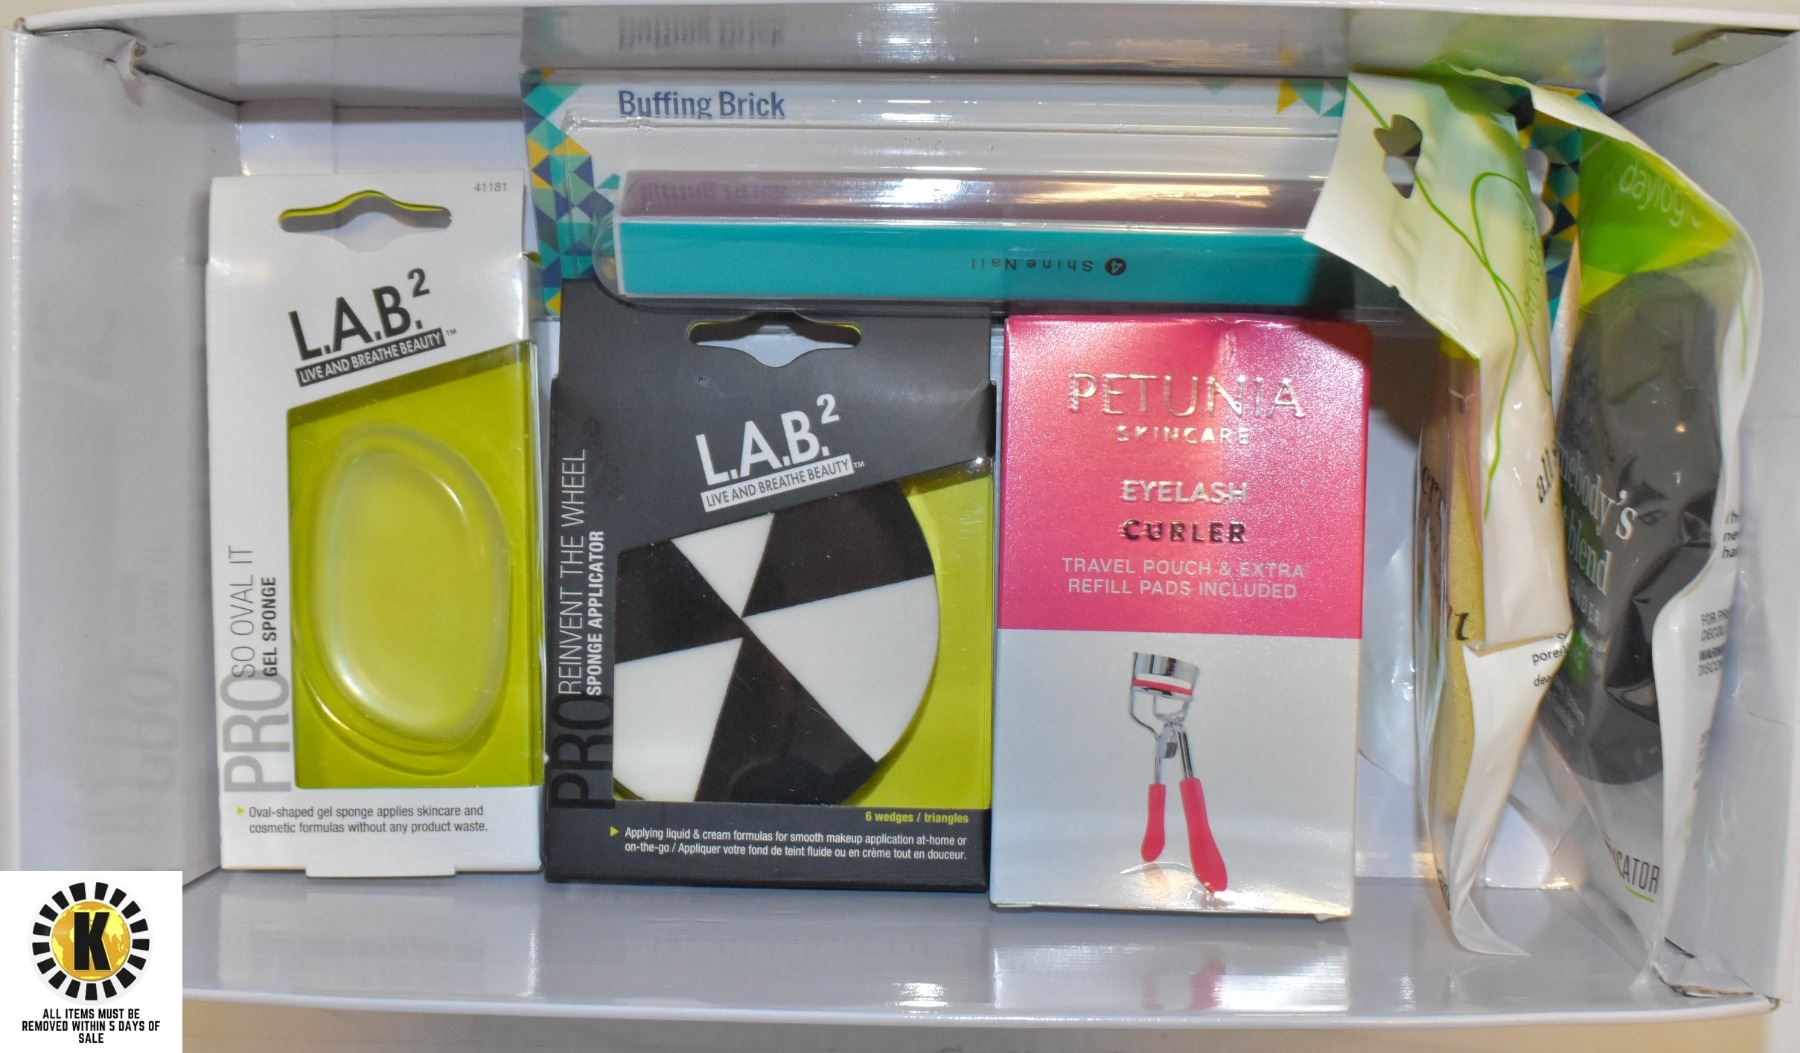 Buffing Brick
4 Shine Nail
daylogic
41181
L.A.B.2
LIVE AND BREATHE BEAUTY™
PRO SO OVAL IT
GEL SPONGE
Oval-shaped gel sponge applies skincare and
cosmetic formulas without any product waste.
L.A.B.2
LIVE AND BREATHE BEAUTY™
PRO REINVENT THE WHEEL
SPONGE APPLICATOR
6 wedges / triangles
Applying liquid & cream formulas for smooth makeup application at-home or
on-the-go / Appliquer votre fond de teint fluide ou en crème tout en douceur.
PETUNIA
SKINCARE
EYELASH
CURLER
TRAVEL POUCH & EXTRA
REFILL PADS INCLUDED
blend
K
ALL ITEMS MUST BE
REMOVED WITHIN 5 DAYS OF
SALE